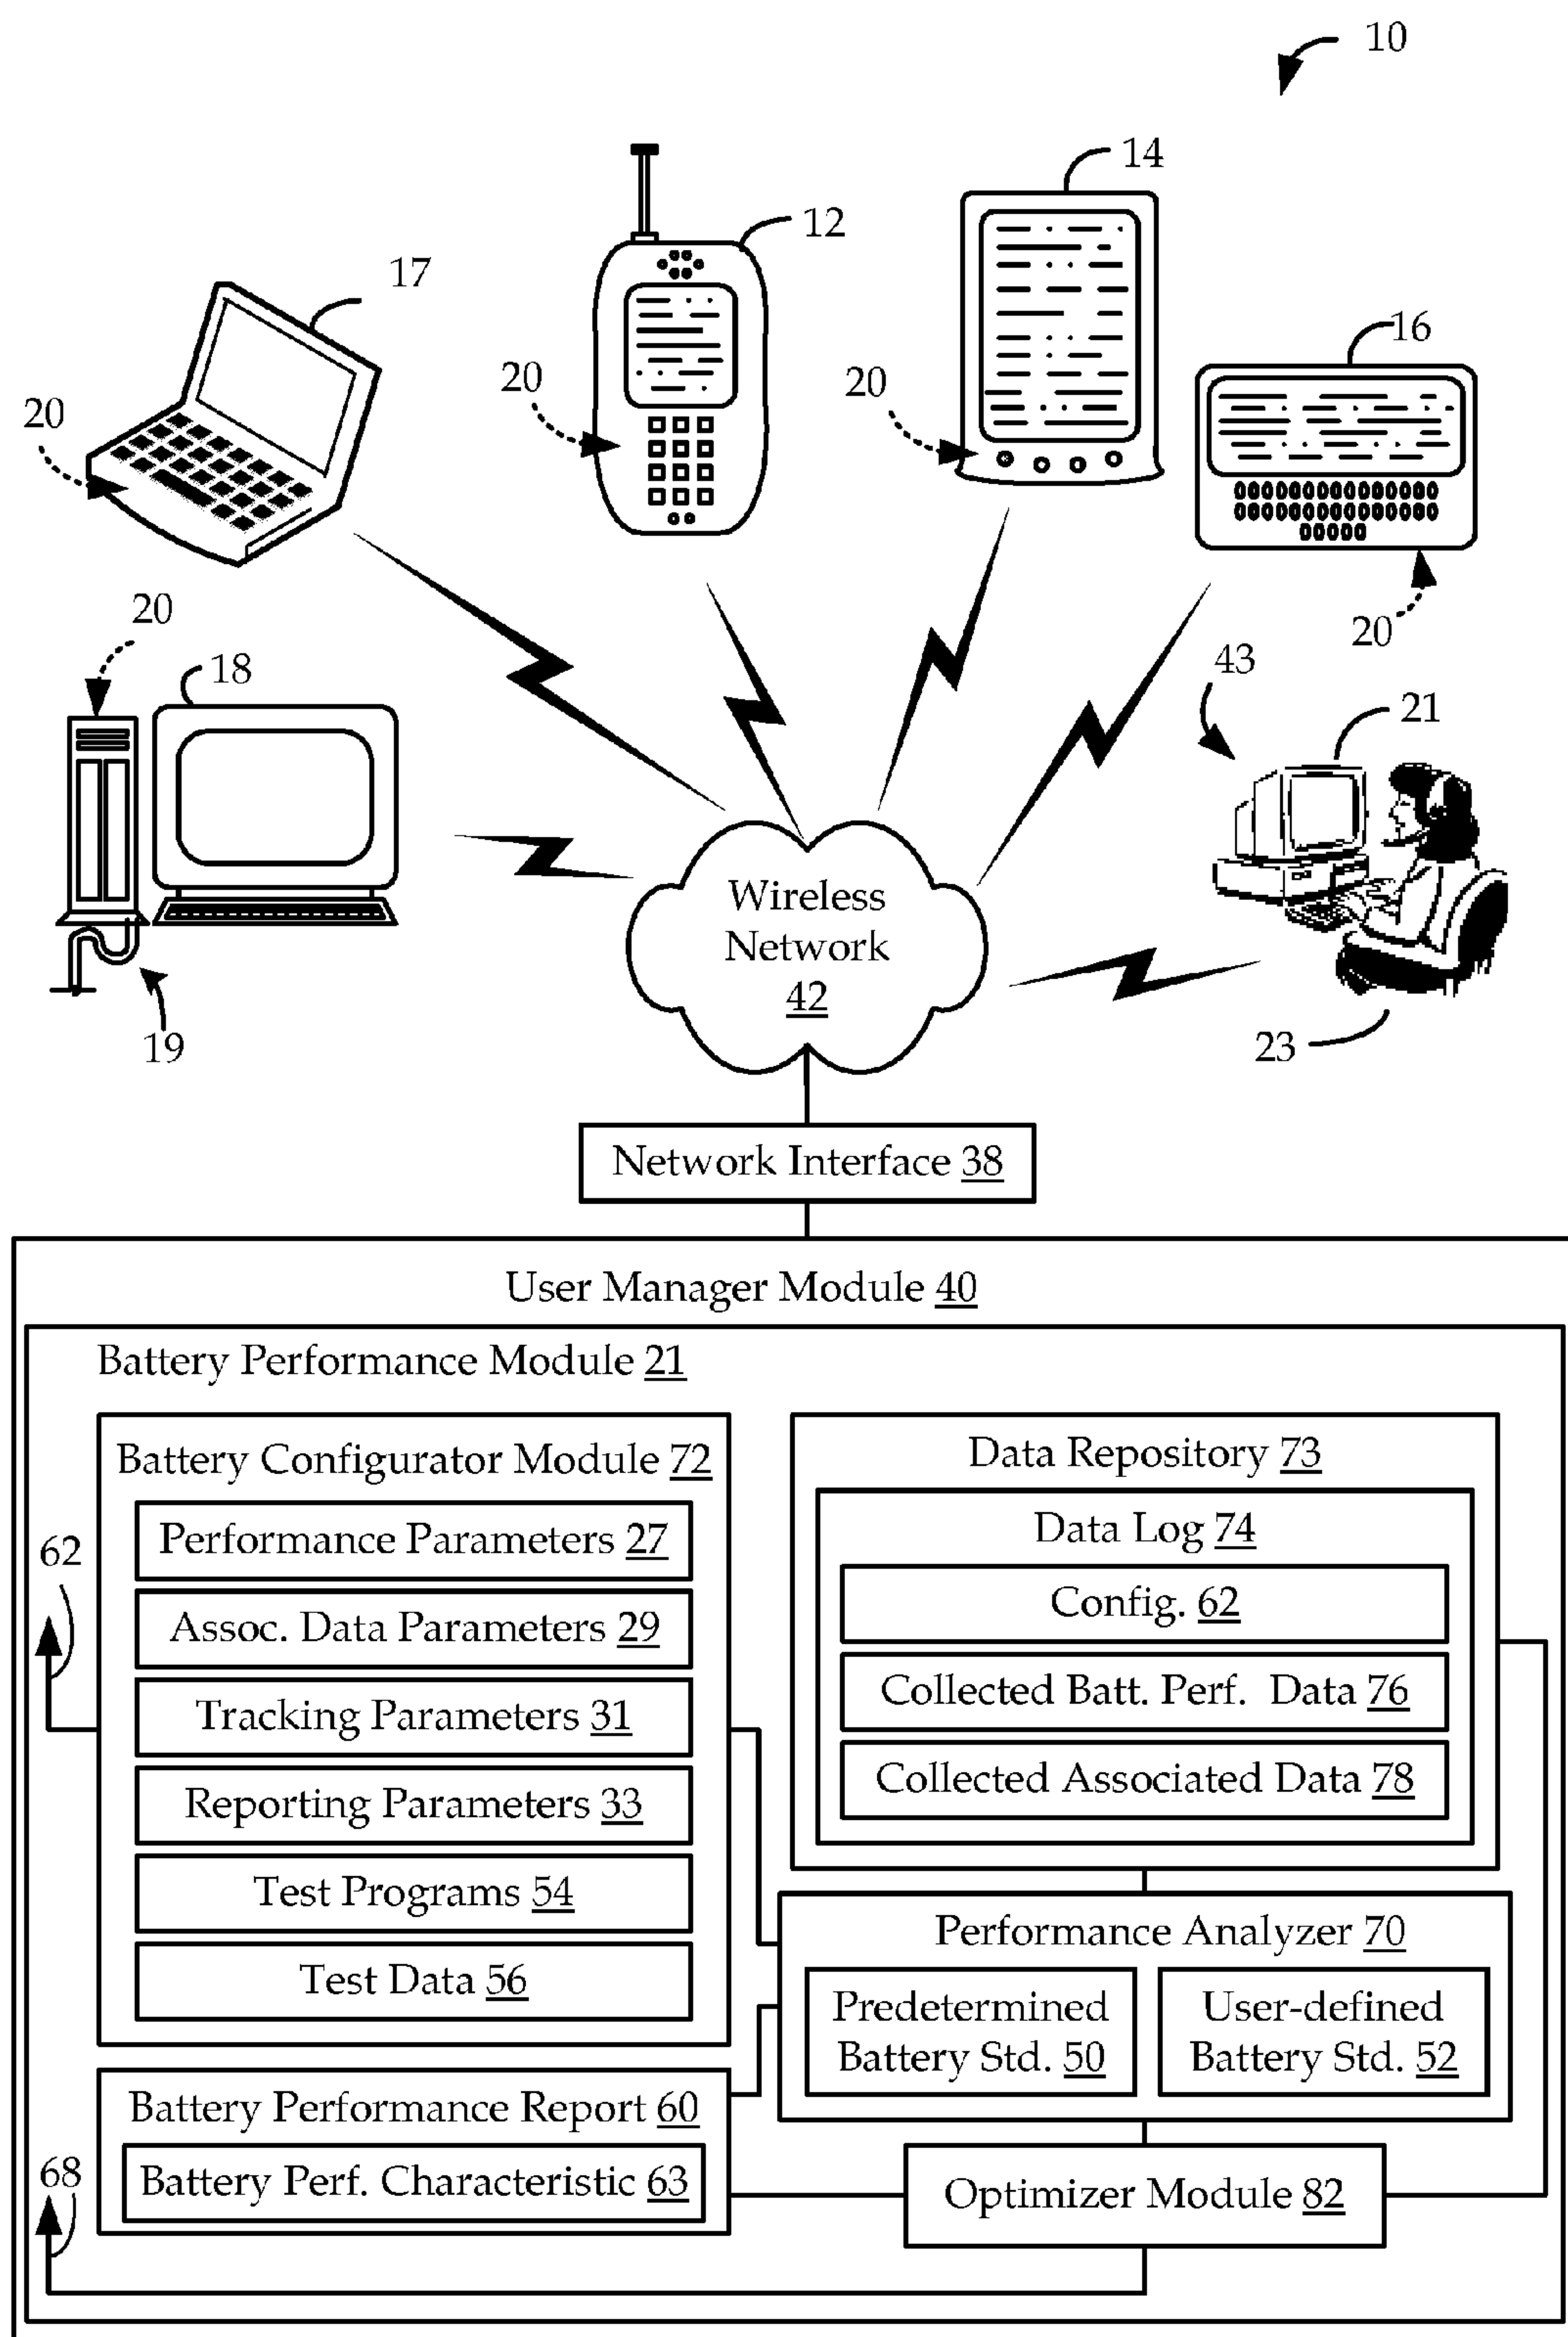 10
14
12
17
16
20
20
20
20
20
18
43
21
Wireless
Network
42
19
23
Network Interface 38
User Manager Module 40
Battery Performance Module 21
Battery Configurator Module 72
Performance Parameters 27
Assoc. Data Parameters 29
Tracking Parameters 31
Reporting Parameters 33
Test Programs 54
Test Data 56
62
Data Repository 73
Data Log 74
Config. 62
Collected Batt. Perf. Data 76
Collected Associated Data 78
Performance Analyzer 70
Predetermined
Battery Std. 50
User-defined
Battery Std. 52
Battery Performance Report 60
Battery Perf. Characteristic 63
68
Optimizer Module 82